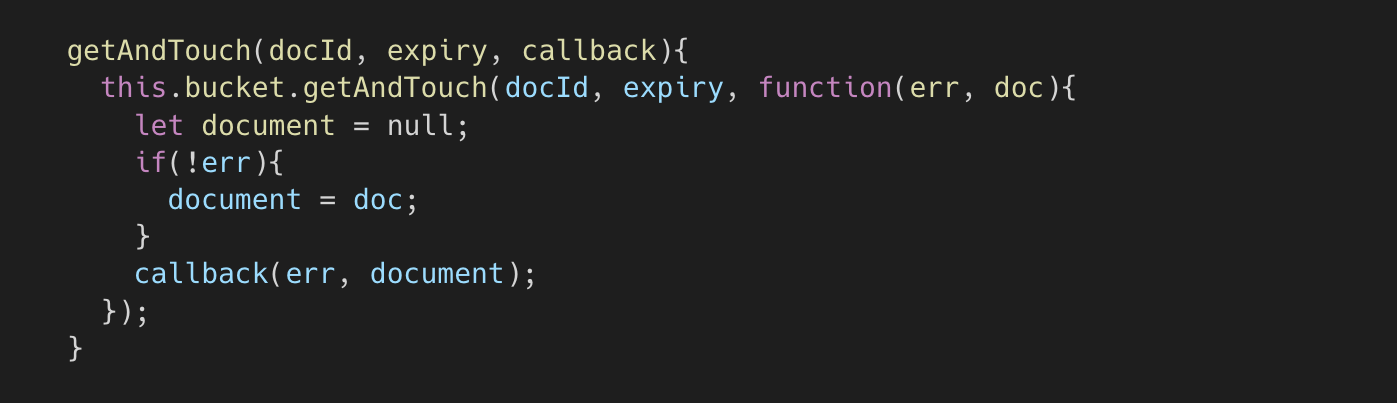 getAndTouch(docId, expiry, callback){
  this.bucket.getAndTouch(docId, expiry, function(err, doc){
    let document = null;
    if(!err){
      document = doc;
    }
    callback(err, document);
  });
}